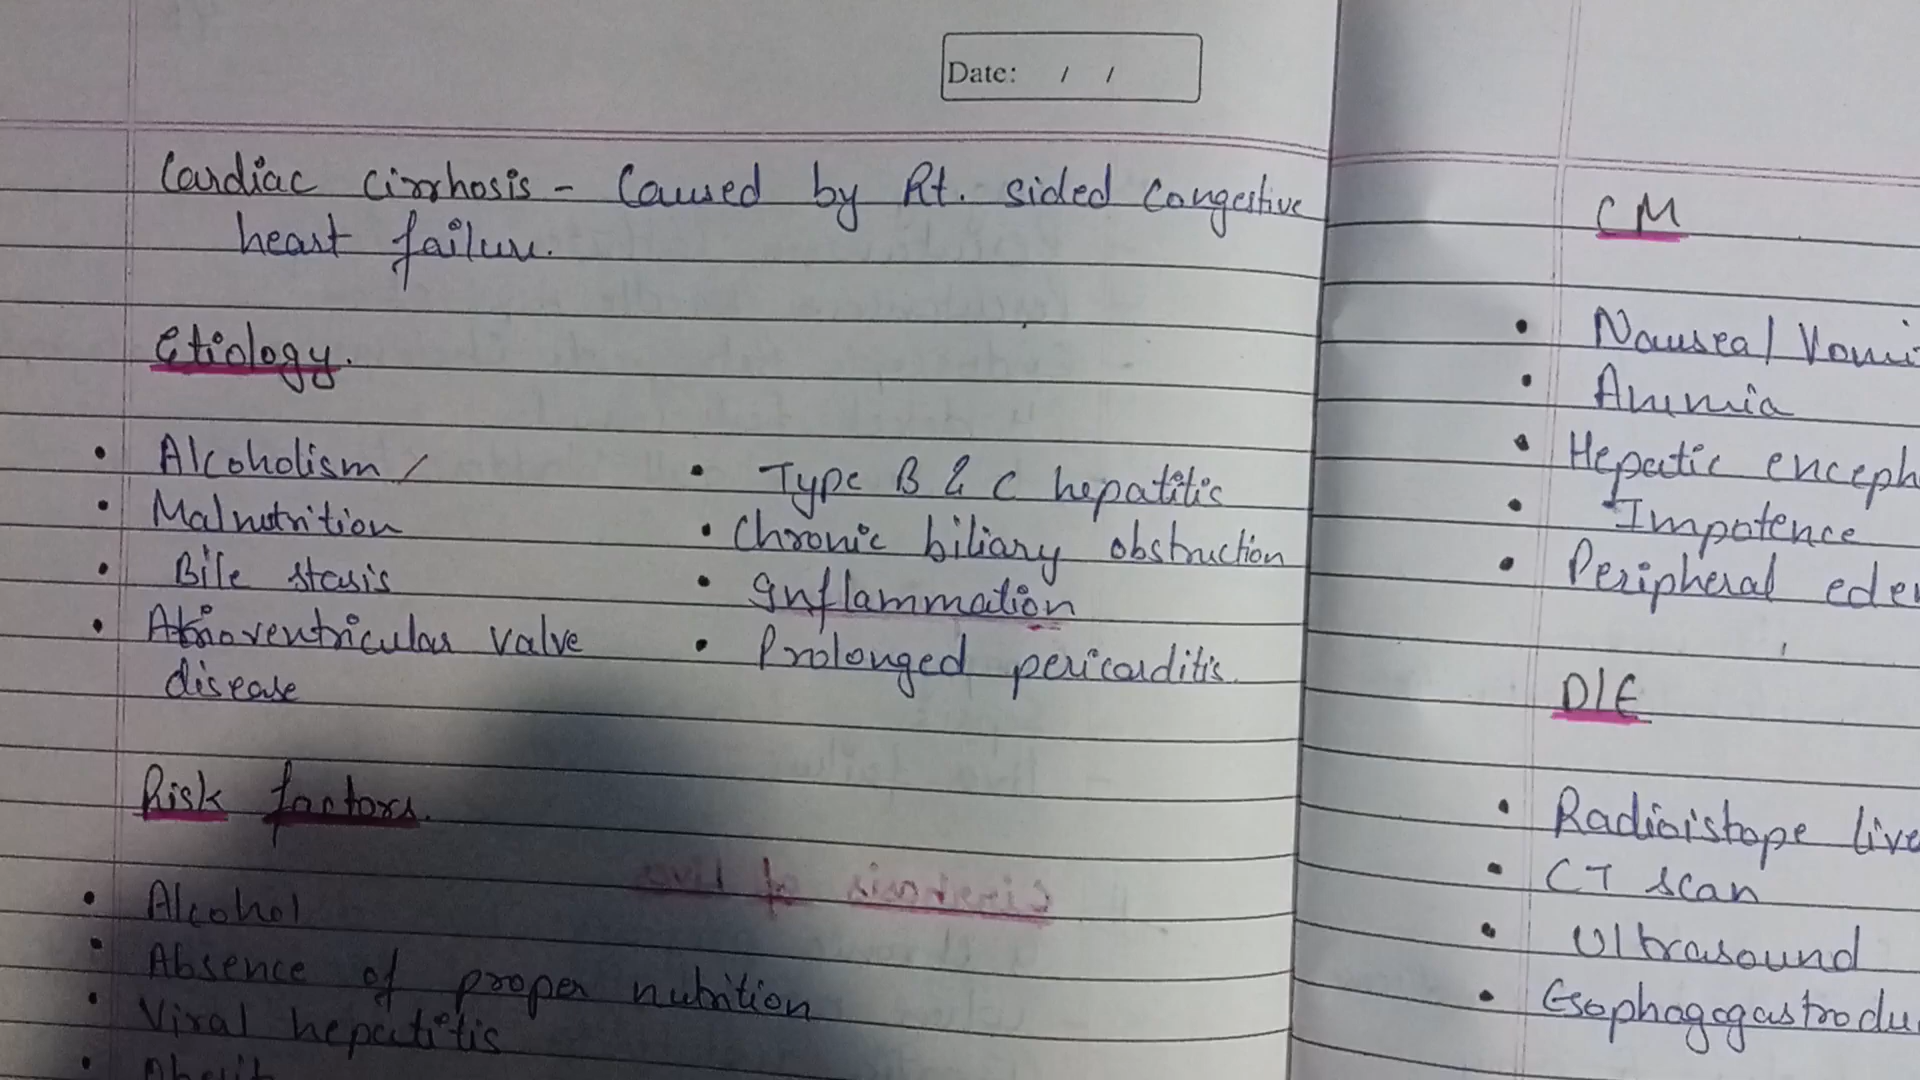 Date: / /
Cardiac cirrhosis - Caused by Rt. sided Congestive
heart failure.
Etiology.
• Alcoholism /
• Malnutrition
• Bile stasis
• Atrioventricular valve
disease
• Type B & C hepatitis
• Chronic biliary obstruction
• Inflammation
• Prolonged pericarditis.
Risk factors.
• Alcohol
• Absence of proper nutrition
• Viral hepatitis
CM
• Nausea/ Vomi
• Anemia
• Hepatic enceph
• Impotence
• Peripheral ede
D/E
• Radioistope live
• CT scan
• Ultrasound
• Esophagogastrodu